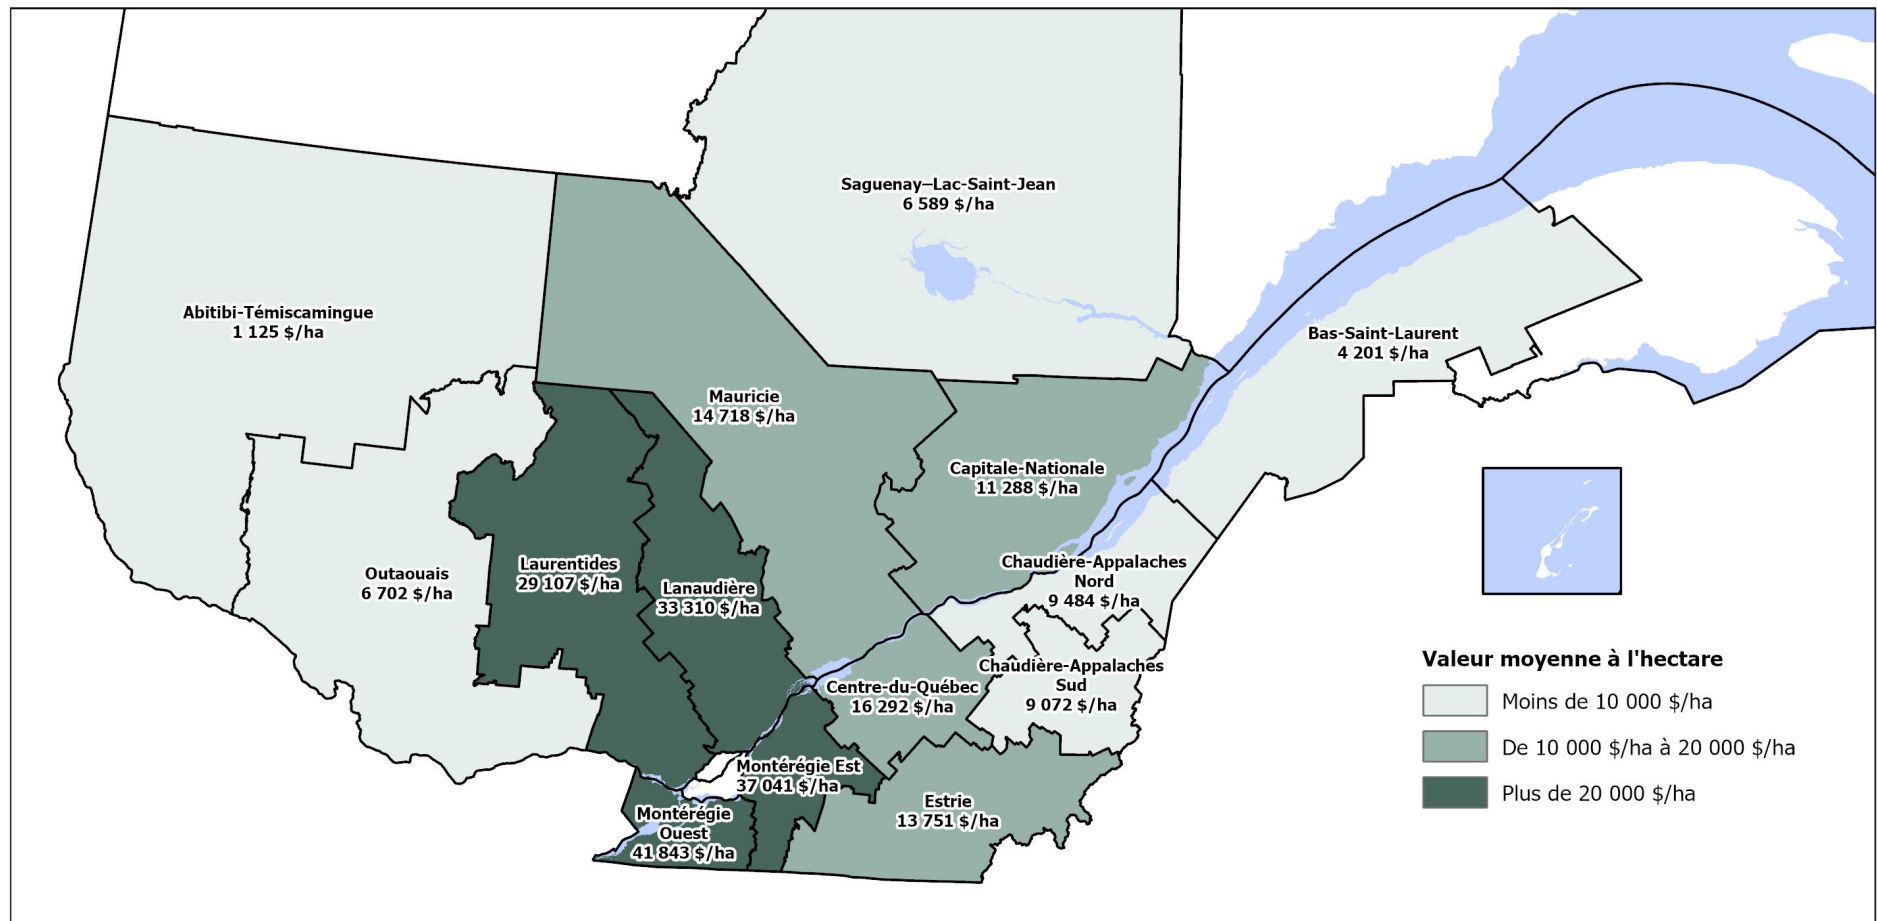 Saguenay–Lac-Saint-Jean
6 589 $/ha
Abitibi-Témiscamingue
1 125 $/ha
Bas-Saint-Laurent
4 201 $/ha
Mauricie
14 718 $/ha
Capitale-Nationale
11 288 $/ha
Outaouais
6 702 $/ha
Laurentides
29 107 $/ha
Lanaudière
33 310 $/ha
Chaudière-Appalaches
Nord
9 484 $/ha
Chaudière-Appalaches
Sud
9 072 $/ha
Centre-du-Québec
16 292 $/ha
Montérégie Est
37 041 $/ha
Montérégie
Ouest
41 843 $/ha
Estrie
13 751 $/ha
Valeur moyenne à l'hectare
Moins de 10 000 $/ha
De 10 000 $/ha à 20 000 $/ha
Plus de 20 000 $/ha